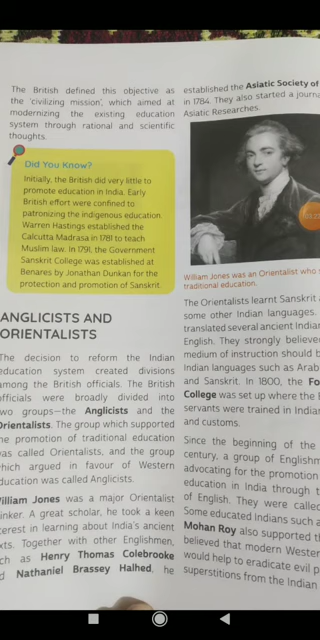 The British defined this objective as
the 'civilizing mission', which aimed at
modernizing the existing education
system through rational and scientific
thoughts.
Did You Know?
Initially, the British did very little to
promote education in India. Early
British effort were confined to
patronizing the indigenous education
Warren Hastings established the
Calcutta Madrasa in 1781 to teach
Muslim law. In 1791, the Government
Sanskrit College was established at
Benares by Jonathan Dunkan for the
protection and promotion of Sanskrit.
ANGLICISTS AND
ORIENTALISTS
The decision to reform the Indian
education system created divisions
among the British officials. The British
officers were broadly divided into
two groups—the Anglicists and the
Orientalists. The group which supported
the promotion of traditional education
was called Orientalists, and the group
which argued in favour of Western
education was called Anglicists.
William Jones was a major Orientalist
thinker. A great scholar, he took a keen
interest in learning about India's ancient
texts. Together with other Englishmen,
such as Henry Thomas Colebrooke
and Nathaniel Brassey Halhed, he
established the Asiatic Society of
in 1784. They also started a journa
Asiatic Researches.
William Jones was an Orientalist who s
traditional education.
The Orientalists learnt Sanskrit a
some other Indian languages.
translated several ancient Indian
English. They strongly believe
medium of instruction should b
Indian languages such as Arab
and Sanskrit. In 1800, the Fo
College was set up where the
servants were trained in India
and customs.
Since the beginning of the
century, a group of Englishm
advocating for the promotion
education in India through t
of English. They were called
Some educated Indians such a
Mohan Roy also supported th
believed that modern Wester
would help to eradicate evil p
superstitions from the Indian